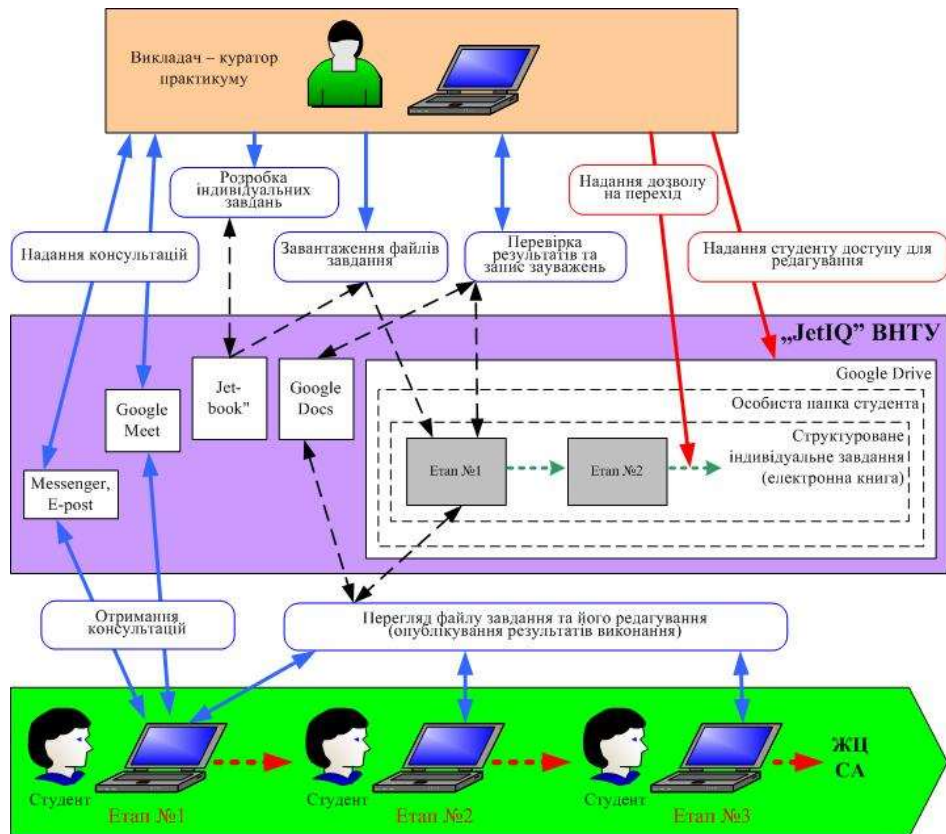 Викладач – куратор
практикуму
Розробка
індивідуальних
завдань
Надання дозволу
на перехід
Надання консультацій
Завантаження файлів
завдання
Перевірка
результатів та
запис зауважень
Надання студенту доступу для
редагування
„JetIQ” ВНТУ
Google Drive
Jet-
book"
Google
Docs
Google
Meet
Особиста папка студента
Структуроване
індивідуальне завдання
(електронна книга)
Етап №1
Етап №2
Messenger,
E-post
Отримання
консультацій
Перегляд файлу завдання та його редагування
(опублікування результатів виконання)
Студент
Етап №1
Студент
Етап №2
Студент
Етап №3
ЖЦ
СА